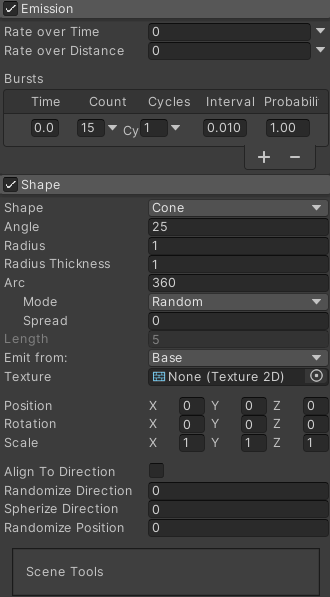 Emission
Rate over Time 0
Rate over Distance 0
Bursts
Time Count Cycles Interval Probabili
0.0 15 Cy 1 0.010 1.00
+ −
Shape
Shape Cone
Angle 25
Radius 1
Radius Thickness 1
Arc 360
Mode Random
Spread 0
Length 5
Emit from: Base
Texture None (Texture 2D)
Position X 0 Y 0 Z 0
Rotation X 0 Y 0 Z 0
Scale X 1 Y 1 Z 1
Align To Direction
Randomize Direction 0
Spherize Direction 0
Randomize Position 0
Scene Tools